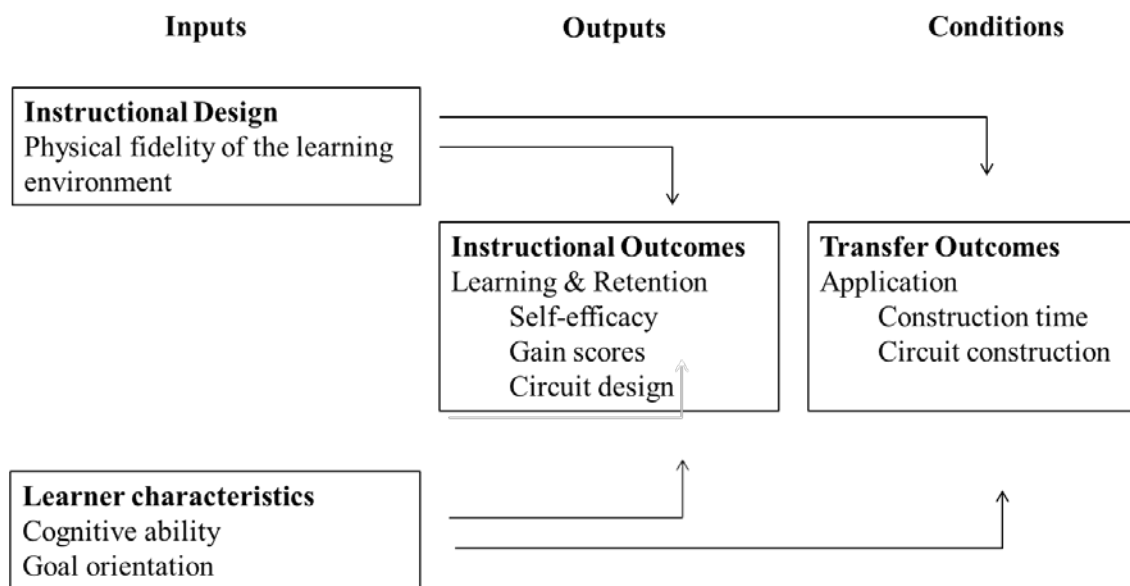 Inputs
Outputs
Conditions
Instructional Design
Physical fidelity of the learning
environment
Instructional Outcomes
Learning & Retention
Self-efficacy
Gain scores
Circuit design
Transfer Outcomes
Application
Construction time
Circuit construction
Learner characteristics
Cognitive ability
Goal orientation